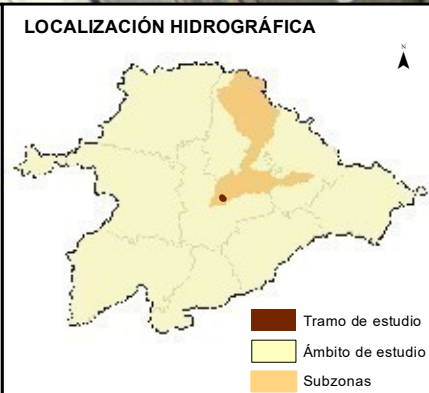 LOCALIZACIÓN HIDROGRÁFICA
N
Tramo de estudio
Ámbito de estudio
Subzonas